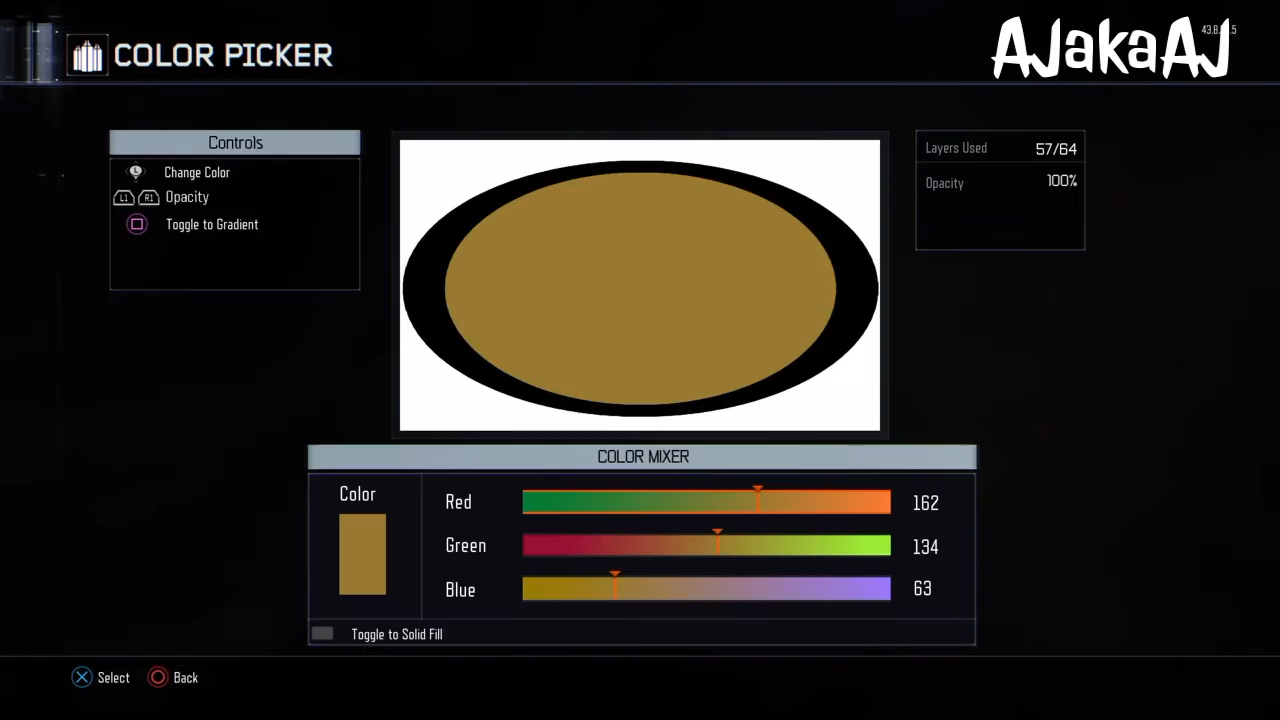 COLOR PICKER
AJakaAJ
Controls
L Change Color
L1 R1 Opacity
Toggle to Gradient
Layers Used 57/64
Opacity 100%
COLOR MIXER
Color
Red 162
Green 134
Blue 63
Toggle to Solid Fill
Select Back